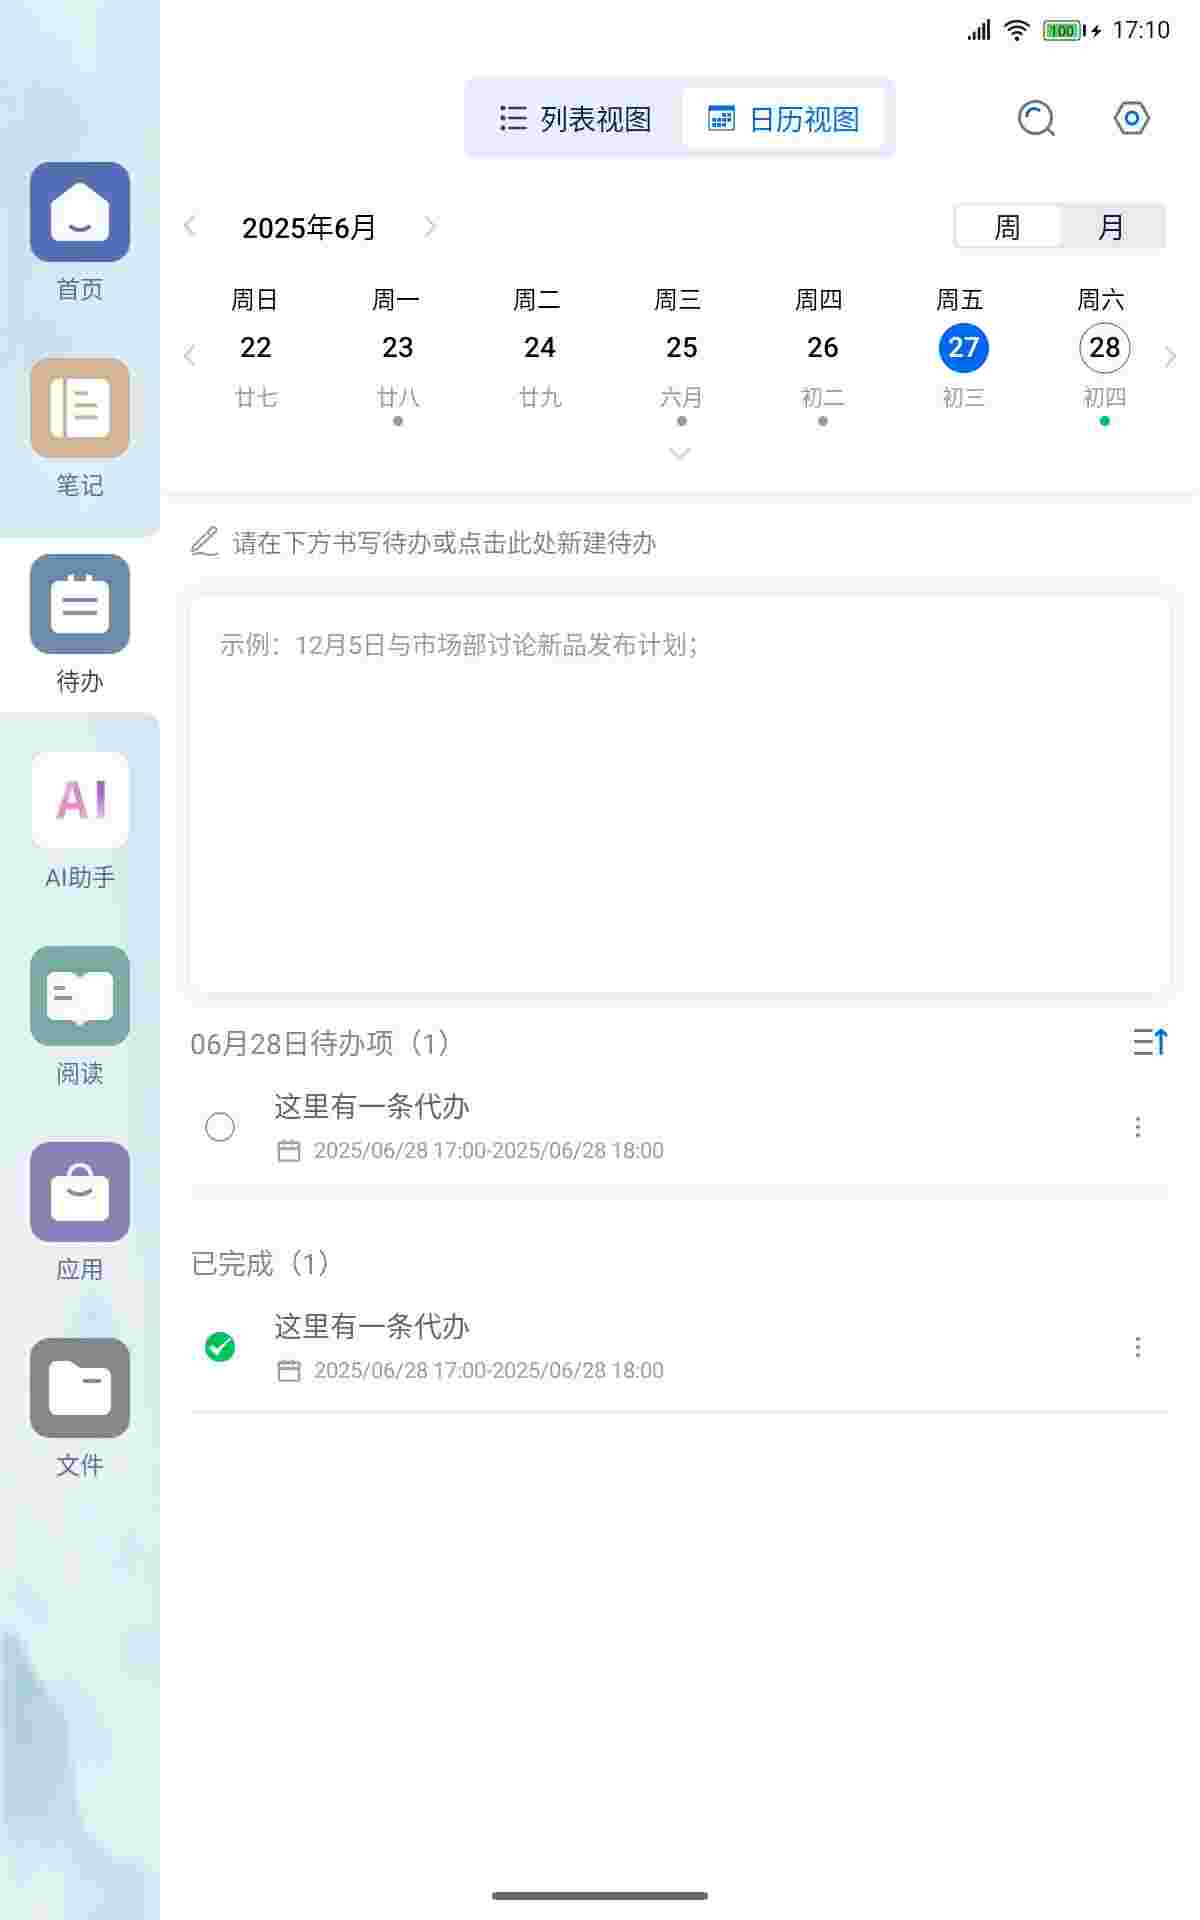 100 17:10
列表视图 日历视图
2025年6月 周 月
周日 周一 周二 周三 周四 周五 周六
22 23 24 25 26 27 28
廿七 廿八 廿九 六月 初二 初三 初四
请在下方书写待办或点击此处新建待办
示例：12月5日与市场部讨论新品发布计划；
06月28日待办项（1）
这里有一条代办
2025/06/28 17:00-2025/06/28 18:00
已完成（1）
这里有一条代办
2025/06/28 17:00-2025/06/28 18:00
首页
笔记
待办
AI
AI助手
阅读
应用
文件